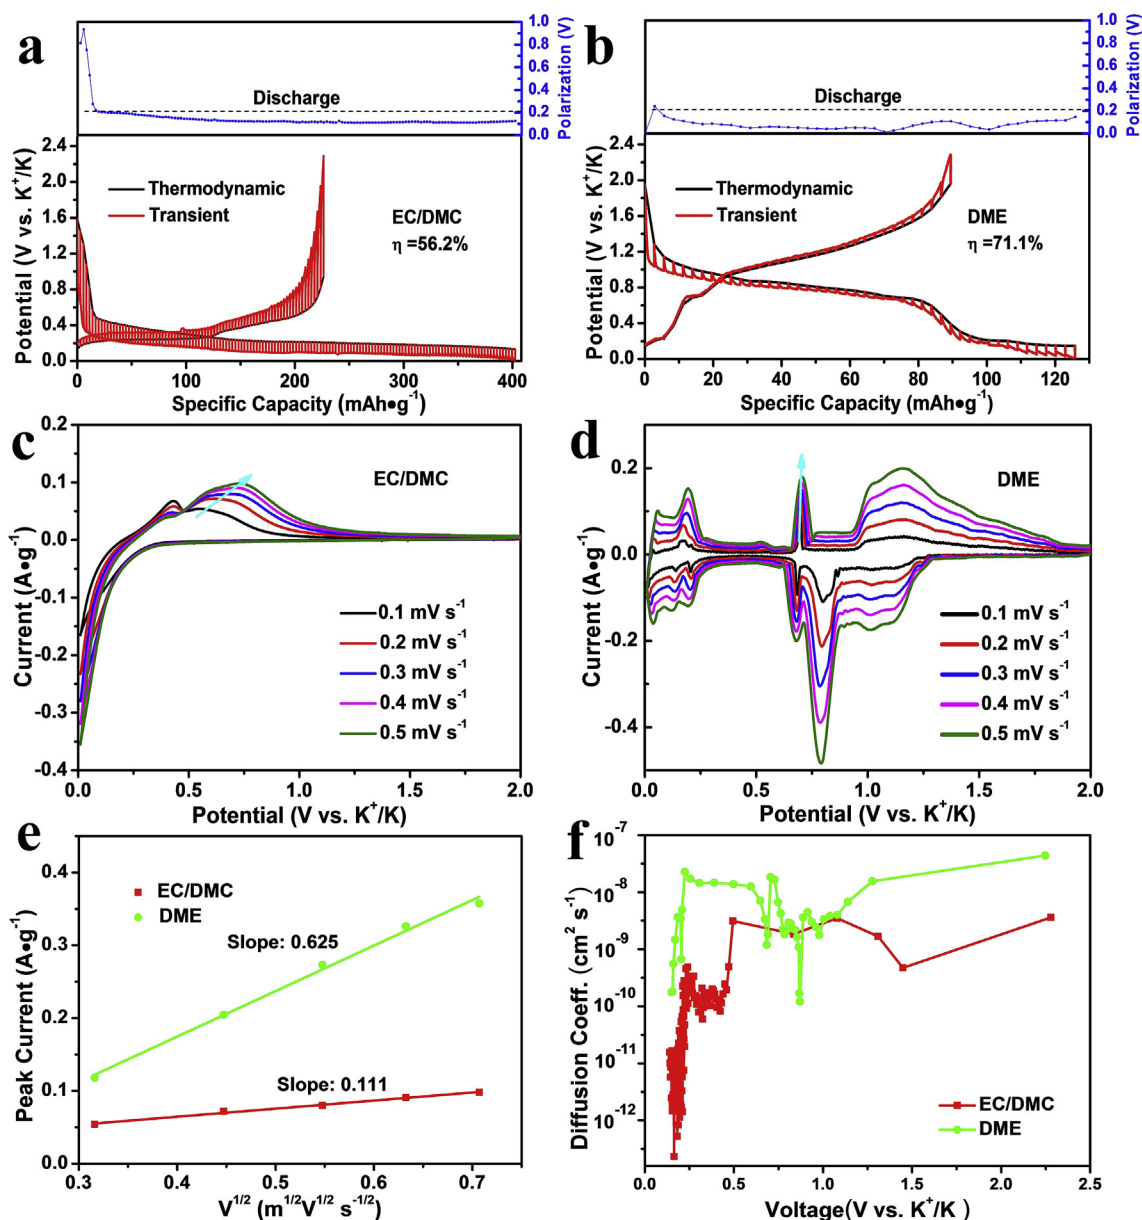 a
Discharge
1.0
0.8
0.6
0.4
0.2
0.0
Polarization (V)
2.4
2.0
1.6
1.2
0.8
0.4
0.0
Potential (V vs. K⁺/K)
Thermodynamic
Transient
EC/DMC
η =56.2%
0
100
200
300
400
Specific Capacity (mAh•g⁻¹)
b
Discharge
1.0
0.8
0.6
0.4
0.2
0.0
Polarization (V)
2.4
2.0
1.6
1.2
0.8
0.4
0.0
Potential (V vs. K⁺/K)
Thermodynamic
Transient
DME
η =71.1%
0
20
40
60
80
100
120
Specific Capacity (mAh•g⁻¹)
c
0.2
0.1
0.0
-0.1
-0.2
-0.3
-0.4
Current (A•g⁻¹)
EC/DMC
0.1 mV s⁻¹
0.2 mV s⁻¹
0.3 mV s⁻¹
0.4 mV s⁻¹
0.5 mV s⁻¹
0.0
0.5
1.0
1.5
2.0
Potential (V vs. K⁺/K)
d
0.2
0.0
-0.2
-0.4
Current (A•g⁻¹)
DME
0.1 mV s⁻¹
0.2 mV s⁻¹
0.3 mV s⁻¹
0.4 mV s⁻¹
0.5 mV s⁻¹
0.0
0.5
1.0
1.5
2.0
Potential (V vs. K⁺/K)
e
0.4
0.3
0.2
0.1
0.0
Peak Current (A•g⁻¹)
EC/DMC
DME
Slope: 0.625
Slope: 0.111
0.3
0.4
0.5
0.6
0.7
V^1/2 (m^1/2V^1/2 s^-1/2)
f
10⁻⁷
10⁻⁸
10⁻⁹
10⁻¹⁰
10⁻¹¹
10⁻¹²
Diffusion Coeff. (cm² s⁻¹)
EC/DMC
DME
0.0
0.5
1.0
1.5
2.0
2.5
Voltage(V vs. K⁺/K )